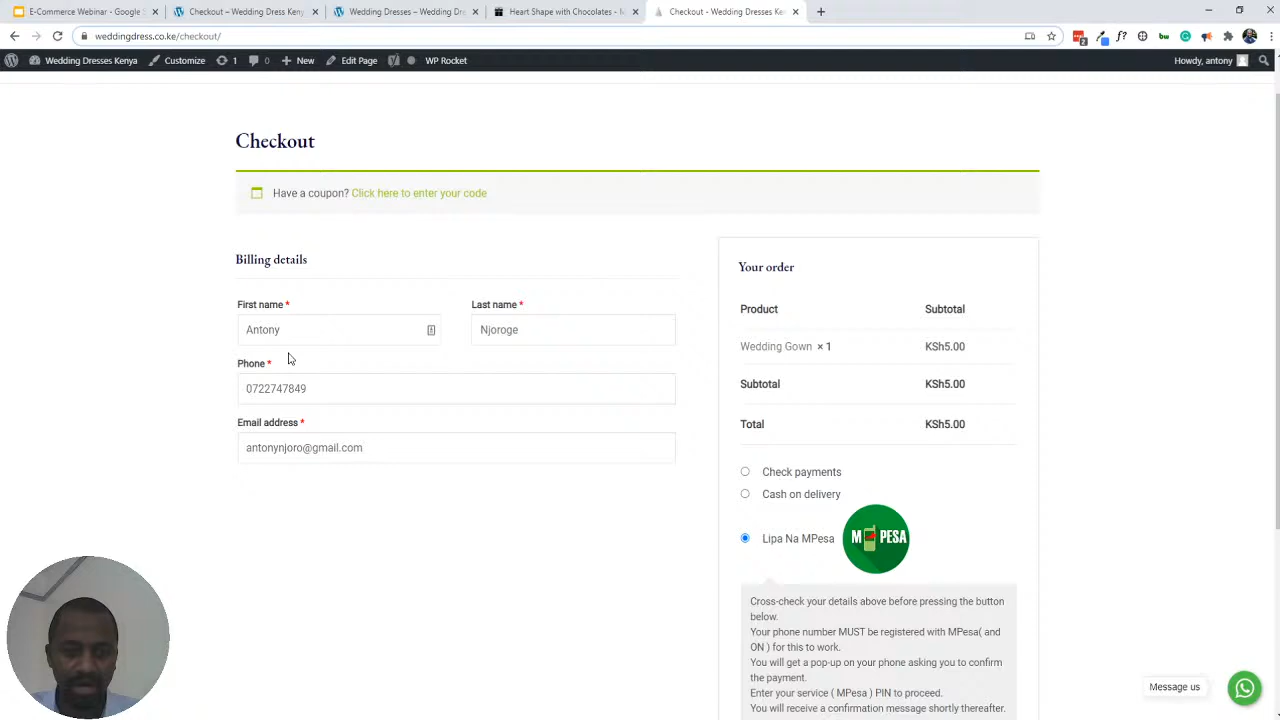 E-Commerce Webinar - Google S
Checkout – Wedding Dress Keny
Wedding Dresses – Wedding Dr
Heart Shape with Chocolates - M
Checkout - Wedding Dresses Ke
weddingdress.co.ke/checkout/
Wedding Dresses Kenya
Customize
1
0
New
Edit Page
WP Rocket
Howdy, antony
Checkout
Have a coupon? Click here to enter your code
Billing details
First name *
Last name *
Antony
Njoroge
Phone *
0722747849
Email address *
antonynjoro@gmail.com
Your order
Product Subtotal
Wedding Gown × 1 KSh5.00
Subtotal KSh5.00
Total KSh5.00
Check payments
Cash on delivery
Lipa Na MPesa
M PESA
Cross-check your details above before pressing the button
below.
Your phone number MUST be registered with MPesa( and
ON ) for this to work.
You will get a pop-up on your phone asking you to confirm
the payment.
Enter your service ( MPesa ) PIN to proceed.
You will receive a confirmation message shortly thereafter.
Message us